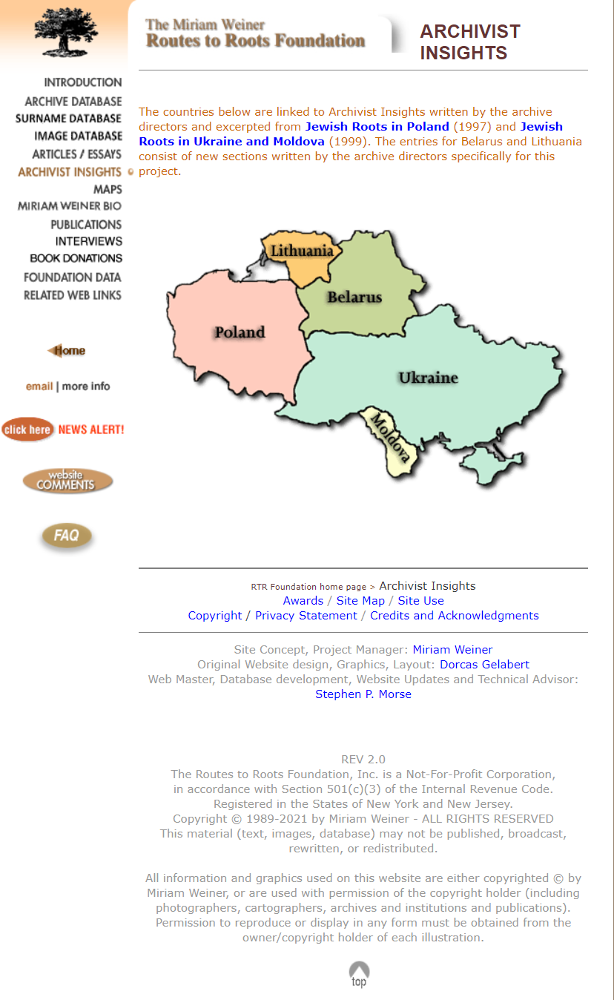 The Miriam Weiner
Routes to Roots Foundation
ARCHIVIST
INSIGHTS
INTRODUCTION
ARCHIVE DATABASE
SURNAME DATABASE
IMAGE DATABASE
ARTICLES / ESSAYS
ARCHIVIST INSIGHTS
MAPS
MIRIAM WEINER BIO
PUBLICATIONS
INTERVIEWS
BOOK DONATIONS
FOUNDATION DATA
RELATED WEB LINKS
Home
email | more info
click here NEWS ALERT!
website
COMMENTS
FAQ
The countries below are linked to Archivist Insights written by the archive
directors and excerpted from Jewish Roots in Poland (1997) and Jewish
Roots in Ukraine and Moldova (1999). The entries for Belarus and Lithuania
consist of new sections written by the archive directors specifically for this
project.
Lithuania
Belarus
Poland
Ukraine
Moldova
RTR Foundation home page > Archivist Insights
Awards / Site Map / Site Use
Copyright / Privacy Statement / Credits and Acknowledgments
Site Concept, Project Manager: Miriam Weiner
Original Website design, Graphics, Layout: Dorcas Gelabert
Web Master, Database development, Website Updates and Technical Advisor:
Stephen P. Morse
REV 2.0
The Routes to Roots Foundation, Inc. is a Not-For-Profit Corporation,
in accordance with Section 501(c)(3) of the Internal Revenue Code.
Registered in the States of New York and New Jersey.
Copyright © 1989-2021 by Miriam Weiner - ALL RIGHTS RESERVED
This material (text, images, database) may not be published, broadcast,
rewritten, or redistributed.
All information and graphics used on this website are either copyrighted © by
Miriam Weiner, or are used with permission of the copyright holder (including
photographers, cartographers, archives and institutions and publications).
Permission to reproduce or display in any form must be obtained from the
owner/copyright holder of each illustration.
top